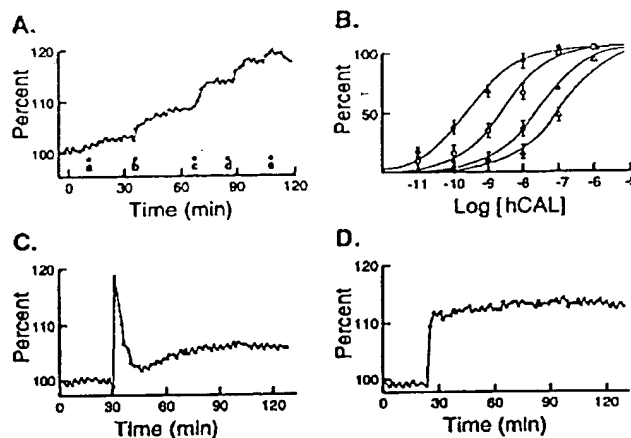 A.
Percent
120
110
100
a
b
c
d
e
0
30
60
90
120
Time (min)
B.
Percent
100
50
-11
-10
-9
-8
-7
-6
Log [hCAL]
C.
Percent
120
110
100
0
30
60
90
120
Time (min)
D.
Percent
120
110
100
0
30
60
90
120
Time (min)